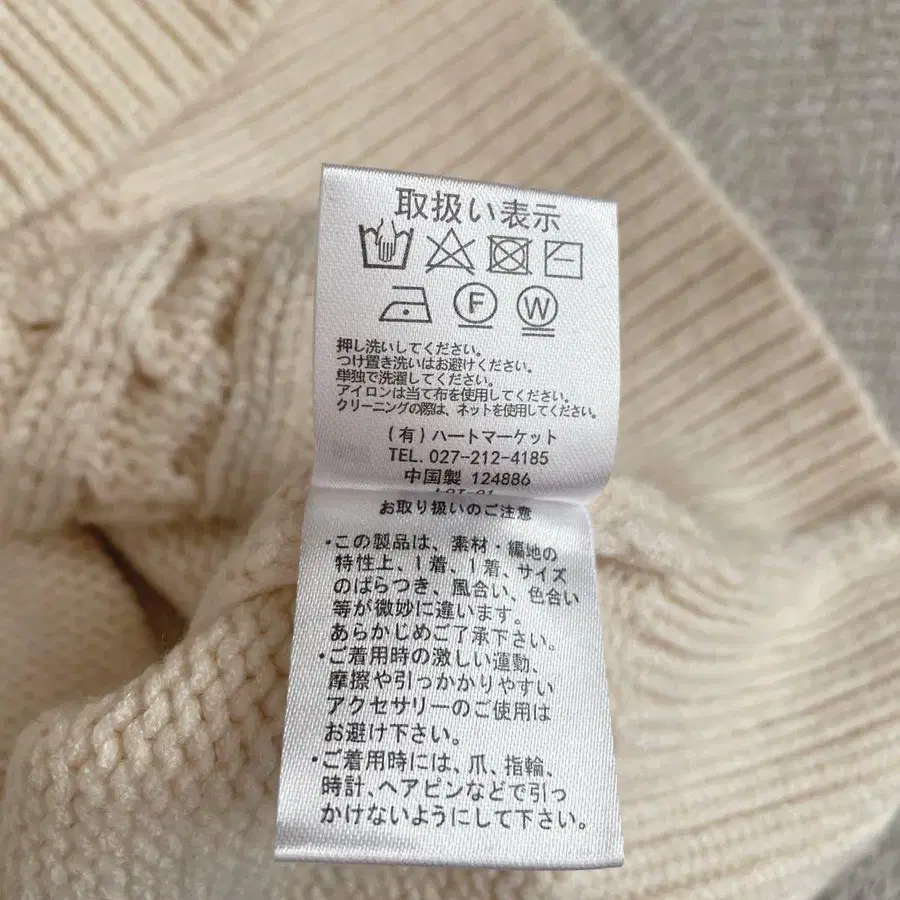 取扱い表示
F W
押し洗いしてください。
つけ置き洗いはお避けください。
単独で洗濯してください。
アイロンは当て布を使用してください。
クリーニングの際は、ネットを使用してください。
(有)ハートマーケット
TEL. 027-212-4185
中国製 124886
お取り扱いのご注意
・この製品は、素材・編地の
特性上、1着、1着、サイズ
のばらつき、風合い、色合い
等が微妙に違います。
あらかじめご了承下さい。
・ご着用時の激しい運動、
摩擦や引っかかりやすい
アクセサリーのご使用は
お避け下さい。
・ご着用時には、爪、指輪、
時計、ヘアピンなどで引っ
かけないようにして下さい。